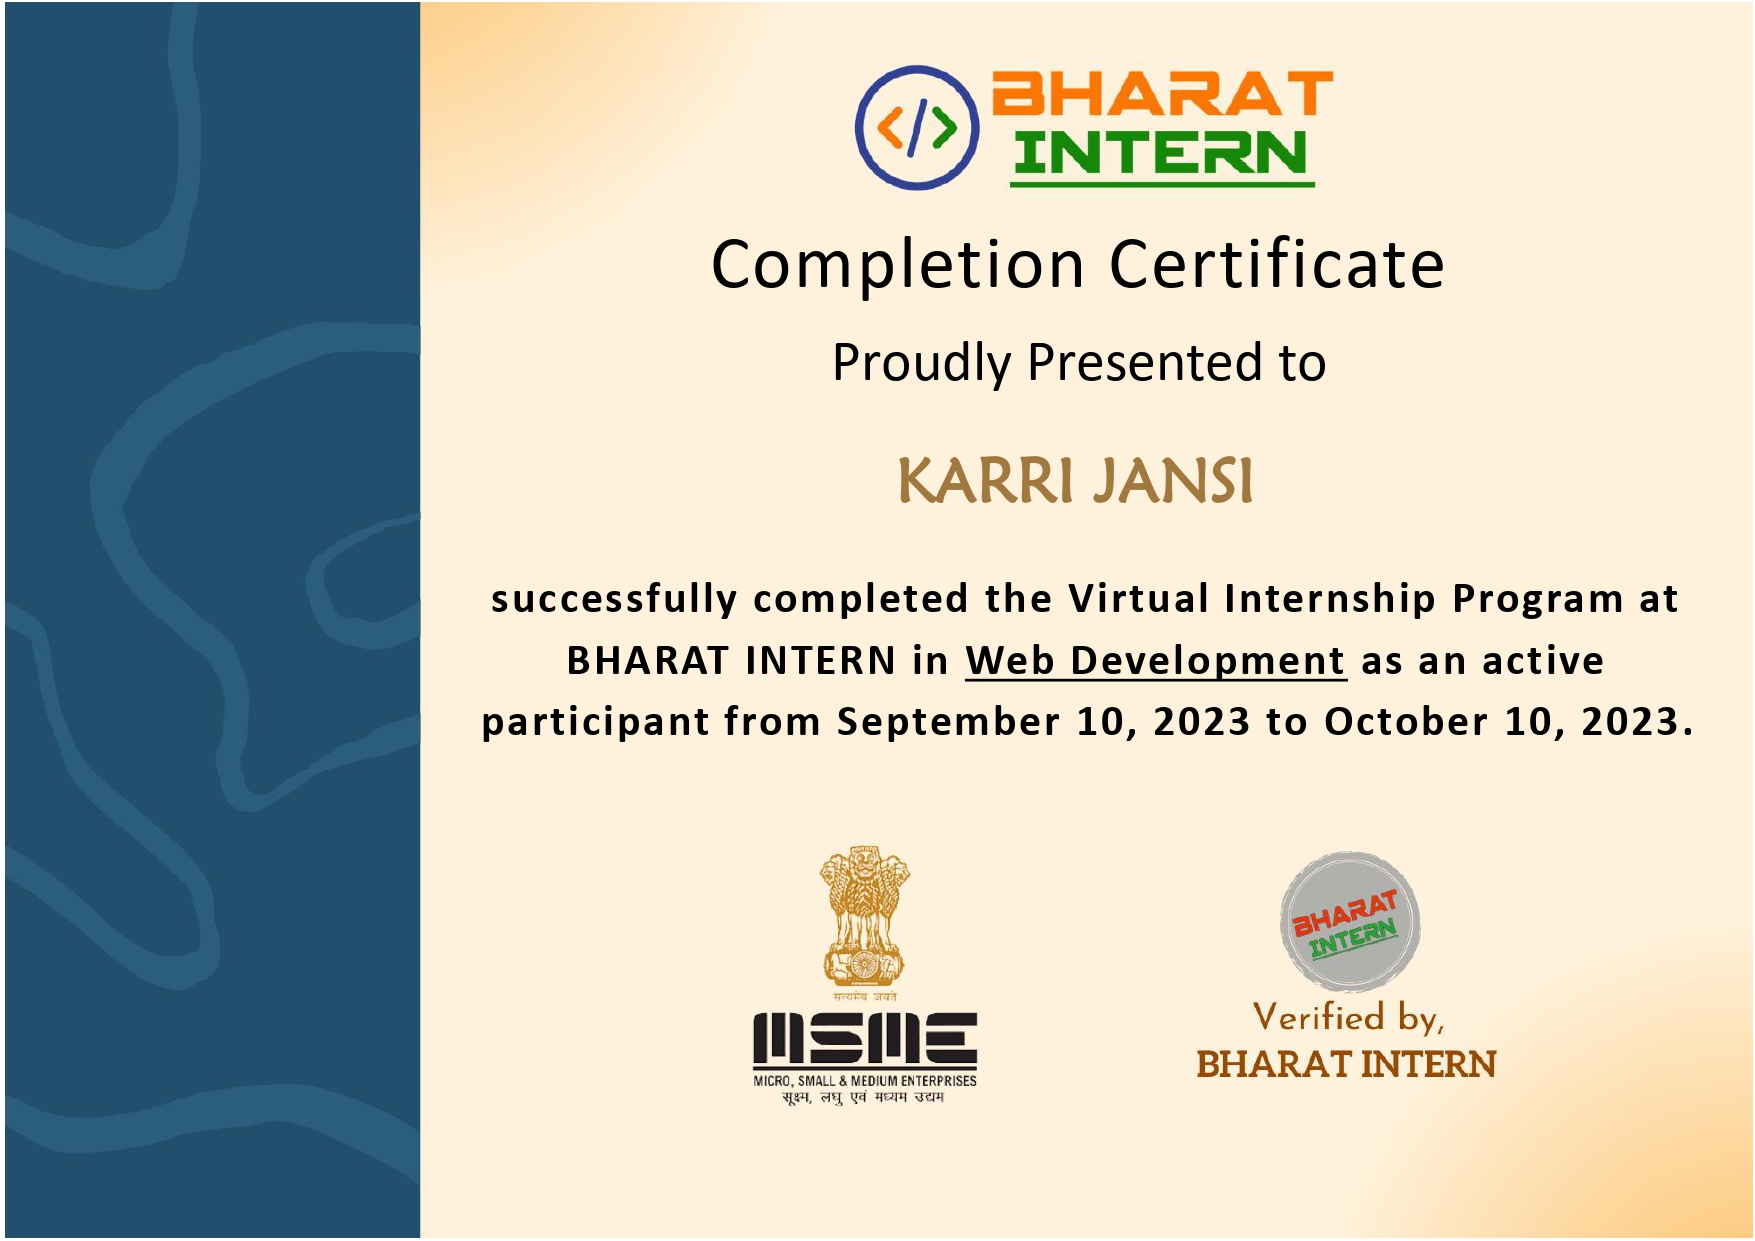 </>
BHARAT
INTERN
Completion Certificate
Proudly Presented to
KARRI JANSI
successfully completed the Virtual Internship Program at
BHARAT INTERN in Web Development as an active
participant from September 10, 2023 to October 10, 2023.
सत्यमेव जयते
MSME
MICRO, SMALL & MEDIUM ENTERPRISES
सूक्ष्म, लघु एवं मध्यम उद्यम
BHARAT
INTERN
Verified by,
BHARAT INTERN